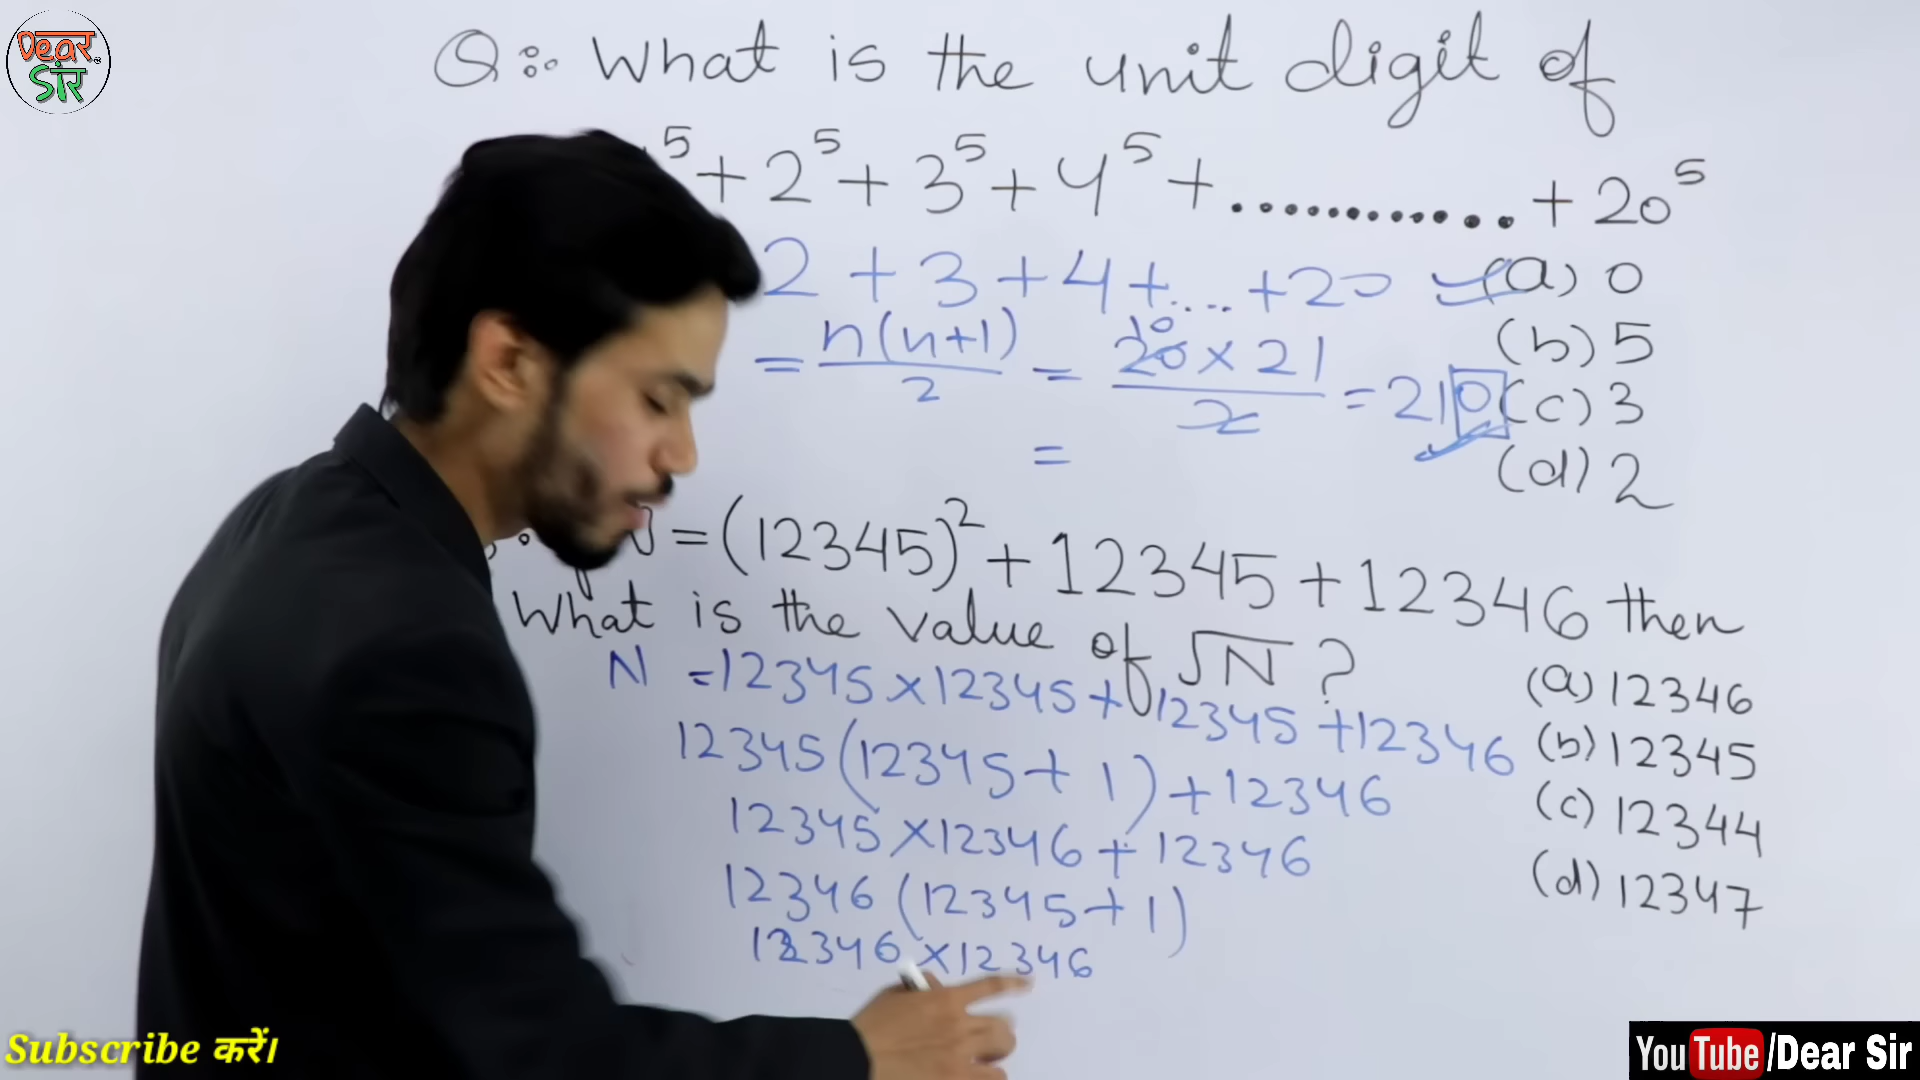 Dear
Sir
Q:- What is the unit digit of
5 + 2^5 + 3^5 + 4^5 + ............. + 20^5
2 + 3 + 4 + .... + 20
(a) 0
= n(n+1)/2 = 20 × 21/2 = 210
10
(b) 5
(c) 3
=
(d) 2
N = (12345)^2 + 12345 + 12346 then
What is the value of √N ?
N = 12345 × 12345 + 12345 + 12346
(a) 12346
12345 (12345 + 1) + 12346
(b) 12345
12345 × 12346 + 12346
(c) 12344
12346 (12345 + 1)
(d) 12347
12346 × 12346
Subscribe करें।
YouTube /Dear Sir